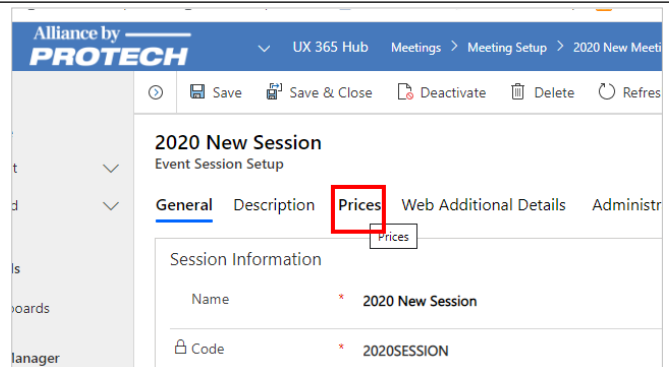 Alliance by
PROTECH
UX 365 Hub Meetings > Meeting Setup > 2020 New Meeti
Save Save & Close Deactivate Delete Refres
2020 New Session
Event Session Setup
General Description Prices Web Additional Details Administr
Prices
Session Information
Name * 2020 New Session
Code * 2020SESSION
t
d
ls
oards
Manager